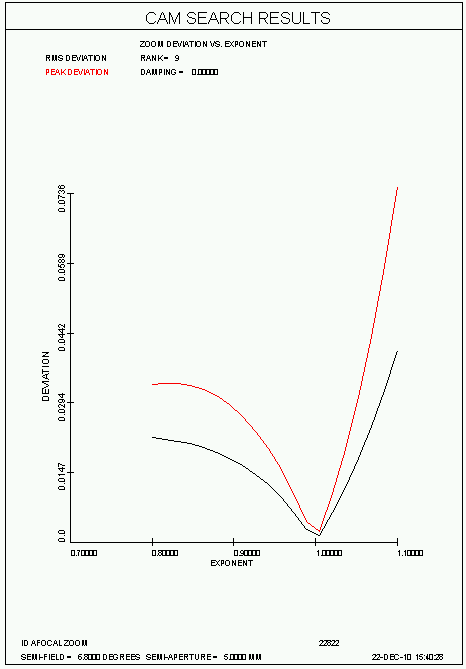 CAM SEARCH RESULTS
ZOOM DEVIATION VS. EXPONENT
RMS DEVIATION RANK = 9
PEAK DEVIATION DAMPING = 0.00000
0.0736
0.0589
0.0442
0.0294
0.0147
0.0
DEVIATION
0.70000 0.80000 0.90000 1.00000 1.10000
EXPONENT
ID AFOCAL ZOOM 22822
SEMI-FIELD = 6.8000 DEGREES SEMI-APERTURE = 5.0000 MM 22-DEC-10 15:40:28